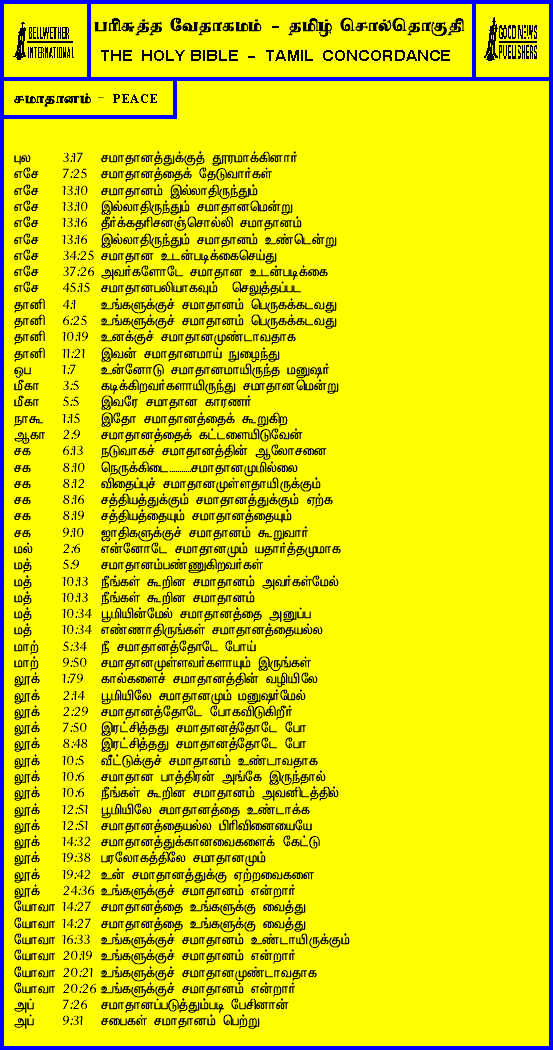 BELLWETHER
INTERNATIONAL
பரிசுத்த வேதாகமம் - தமிழ் சொல்தொகுதி
THE HOLY BIBLE - TAMIL CONCORDANCE
GOOD NEWS
PUBLISHERS
சமாதானம் - PEACE
புல 3:17 சமாதானத்துக்குத் தூரமாக்கினார்
எசே 7:25 சமாதானத்தைக் தேடுவார்கள்
எசே 13:10 சமாதானம் இல்லாதிருந்தும்
எசே 13:10 இல்லாதிருந்தும் சமாதானமென்று
எசே 13:16 தீர்க்கதரிசனஞ்சொல்லி சமாதானம்
எசே 13:16 இல்லாதிருந்தும் சமாதானம் உண்டென்று
எசே 34:25 சமாதான உடன்படிக்கைசெய்து
எசே 37:26 அவர்களோடே சமாதான உடன்படிக்கை
எசே 45:15 சமாதானபலியாகவும் செலுத்தப்பட
தானி 4:1 உங்களுக்குச் சமாதானம் பெருகக்கடவது
தானி 6:25 உங்களுக்குச் சமாதானம் பெருகக்கடவது
தானி 10:19 உனக்குச் சமாதானமுண்டாவதாக
தானி 11:21 இவன் சமாதானமாய் நுழைந்து
ஒப 1:7 உன்னோடு சமாதானமாயிருந்த மனுஷர்
மீகா 3:5 கடிக்கிறவர்களாயிருந்து சமாதானமென்று
மீகா 5:5 இவரே சமாதான காரணர்
நாகூ 1:15 இதோ சமாதானத்தைக் கூறுகிற
ஆகா 2:9 சமாதானத்தைக் கட்டளையிடுவேன்
சக 6:13 நடுவாகச் சமாதானத்தின் ஆலோசனை
சக 8:10 நெருக்கிடை...........சமாதானமுமில்லை
சக 8:12 விதைப்புச் சமாதானமுள்ளதாயிருக்கும்
சக 8:16 சத்தியத்துக்கும் சமாதானத்துக்கும் ஏற்க
சக 8:19 சத்தியத்தையும் சமாதானத்தையும்
சக 9:10 ஜாதிகளுக்குச் சமாதானம் கூறுவார்
மல் 2:6 என்னோடே சமாதானமும் யதார்த்தமுமாக
மத் 5:9 சமாதானம்பண்ணுகிறவர்கள்
மத் 10:13 நீங்கள் கூறின சமாதானம் அவர்கள்மேல்
மத் 10:13 நீங்கள் கூறின சமாதானம்
மத் 10:34 பூமியின்மேல் சமாதானத்தை அனுப்ப
மத் 10:34 எண்ணாதிருங்கள் சமாதானத்தையல்ல
மாற் 5:34 நீ சமாதானத்தோடே போய்
மாற் 9:50 சமாதானமுள்ளவர்களாயும் இருங்கள்
லூக் 1:79 கால்களைச் சமாதானத்தின் வழியிலே
லூக் 2:14 பூமியிலே சமாதானமும் மனுஷர்மேல்
லூக் 2:29 சமாதானத்தோடே போகவிடுகிறீர்
லூக் 7:50 இரட்சித்தது சமாதானத்தோடே போ
லூக் 8:48 இரட்சித்தது சமாதானத்தோடே போ
லூக் 10:5 வீட்டுக்குச் சமாதானம் உண்டாவதாக
லூக் 10:6 சமாதான பாத்திரன் அங்கே இருந்தால்
லூக் 10:6 நீங்கள் கூறின சமாதானம் அவனிடத்தில்
லூக் 12:51 பூமியிலே சமாதானத்தை உண்டாக்க
லூக் 12:51 சமாதானத்தையல்ல பிரிவினையையே
லூக் 14:32 சமாதானத்துக்கானவைகளைக் கேட்டு
லூக் 19:38 பரலோகத்திலே சமாதானமும்
லூக் 19:42 உன் சமாதானத்துக்கு ஏற்றவைகளை
லூக் 24:36 உங்களுக்குச் சமாதானம் என்றார்
யோவா 14:27 சமாதானத்தை உங்களுக்கு வைத்து
யோவா 14:27 சமாதானத்தை உங்களுக்கு வைத்து
யோவா 16:33 உங்களுக்குச் சமாதானம் உண்டாயிருக்கும்
யோவா 20:19 உங்களுக்குச் சமாதானம் என்றார்
யோவா 20:21 உங்களுக்குச் சமாதானமுண்டாவதாக
யோவா 20:26 உங்களுக்குச் சமாதானம் என்றார்
அப் 7:26 சமாதானப்படுத்தும்படி பேசினான்
அப் 9:31 சபைகள் சமாதானம் பெற்று